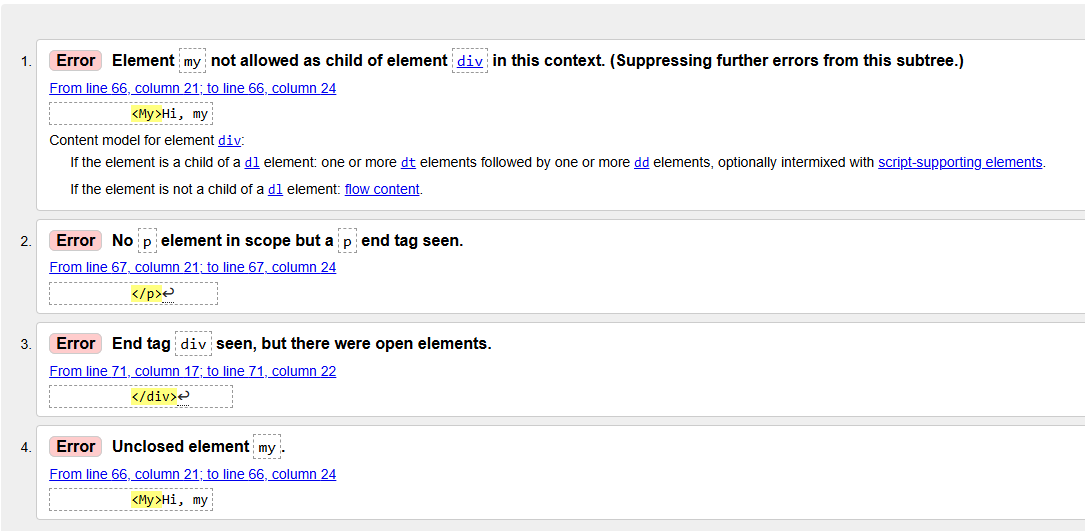 1. Error Element my not allowed as child of element div in this context. (Suppressing further errors from this subtree.)
From line 66, column 21; to line 66, column 24
<My>Hi, my
Content model for element div:
If the element is a child of a dl element: one or more dt elements followed by one or more dd elements, optionally intermixed with script-supporting elements.
If the element is not a child of a dl element: flow content.
2. Error No p element in scope but a p end tag seen.
From line 67, column 21; to line 67, column 24
</p>↩
3. Error End tag div seen, but there were open elements.
From line 71, column 17; to line 71, column 22
</div>↩
4. Error Unclosed element my.
From line 66, column 21; to line 66, column 24
<My>Hi, my